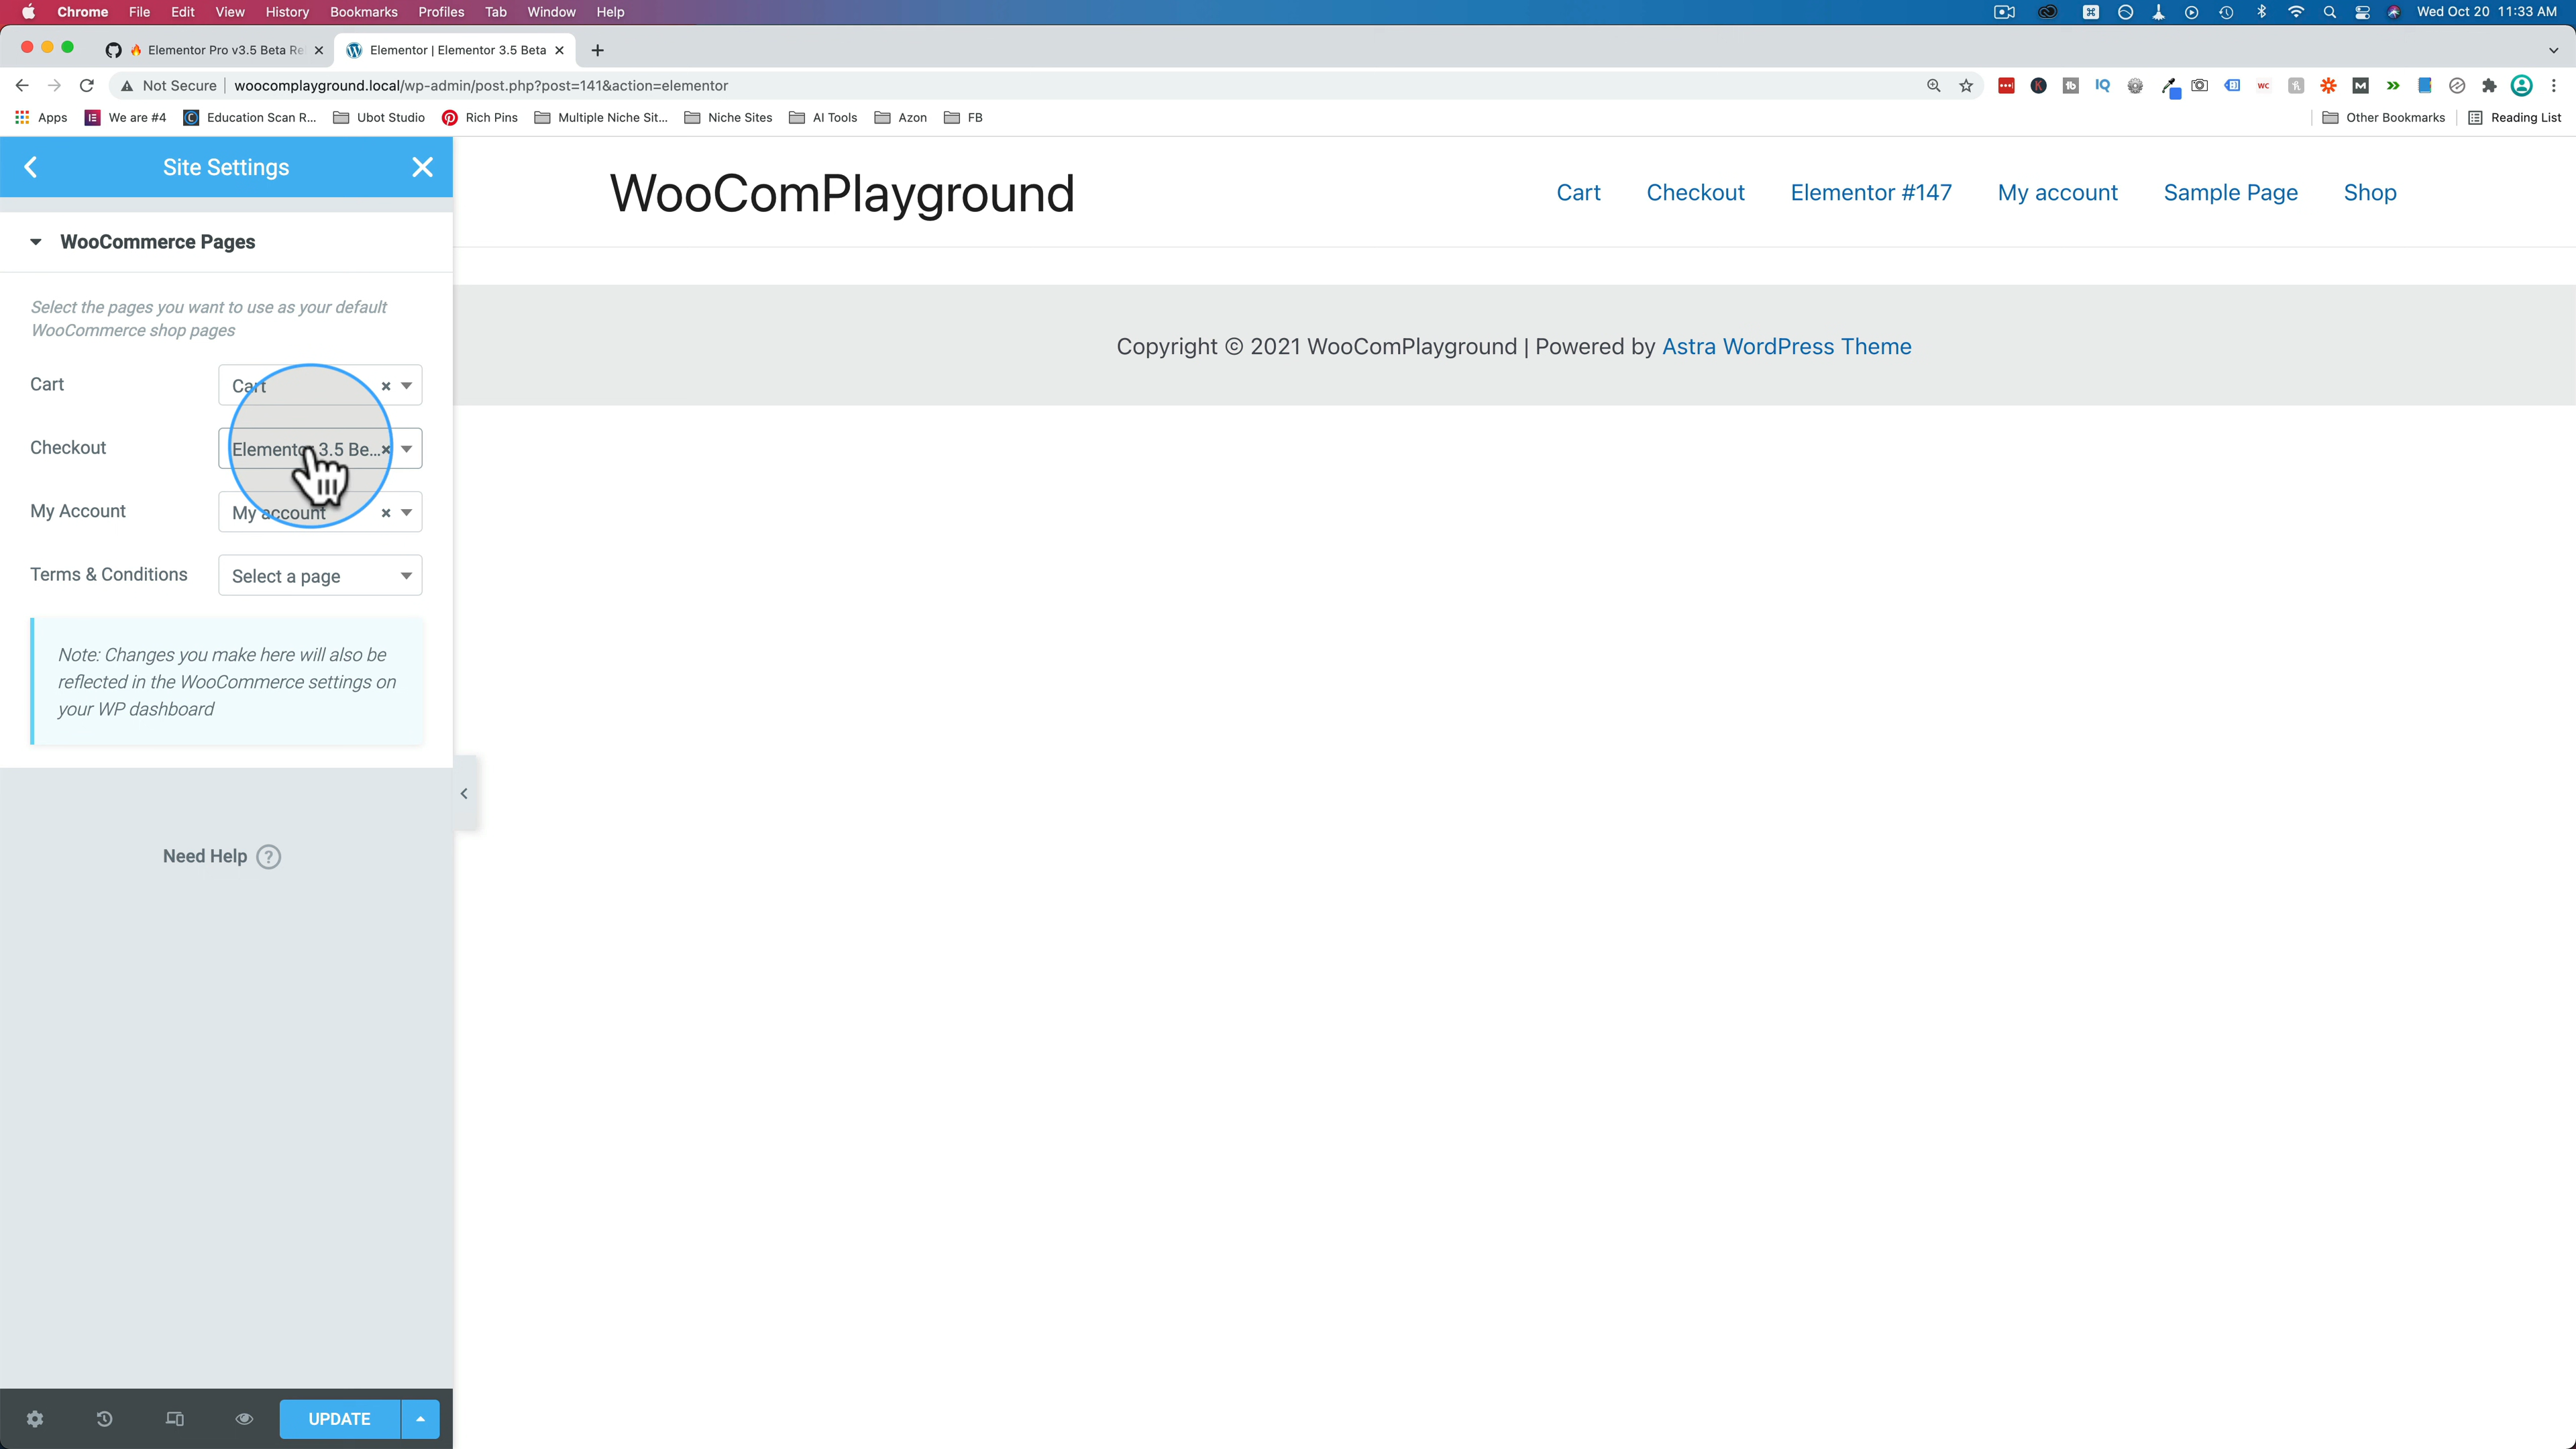 Chrome File Edit View History Bookmarks Profiles Tab Window Help Wed Oct 20 11:33 AM
Elementor Pro v3.5 Beta Re Elementor | Elementor 3.5 Beta
Not Secure woocomplayground.local/wp-admin/post.php?post=141&action=elementor
Apps We are #4 Education Scan R... Ubot Studio Rich Pins Multiple Niche Sit... Niche Sites AI Tools Azon FB Other Bookmarks Reading List
Site Settings
WooComPlayground
Cart Checkout Elementor #147 My account Sample Page Shop
WooCommerce Pages
Select the pages you want to use as your default
WooCommerce shop pages
Cart Cart
Checkout Elementor 3.5 Be...
My Account My account
Terms & Conditions Select a page
Note: Changes you make here will also be
reflected in the WooCommerce settings on
your WP dashboard
Need Help ?
UPDATE
Copyright © 2021 WooComPlayground | Powered by Astra WordPress Theme